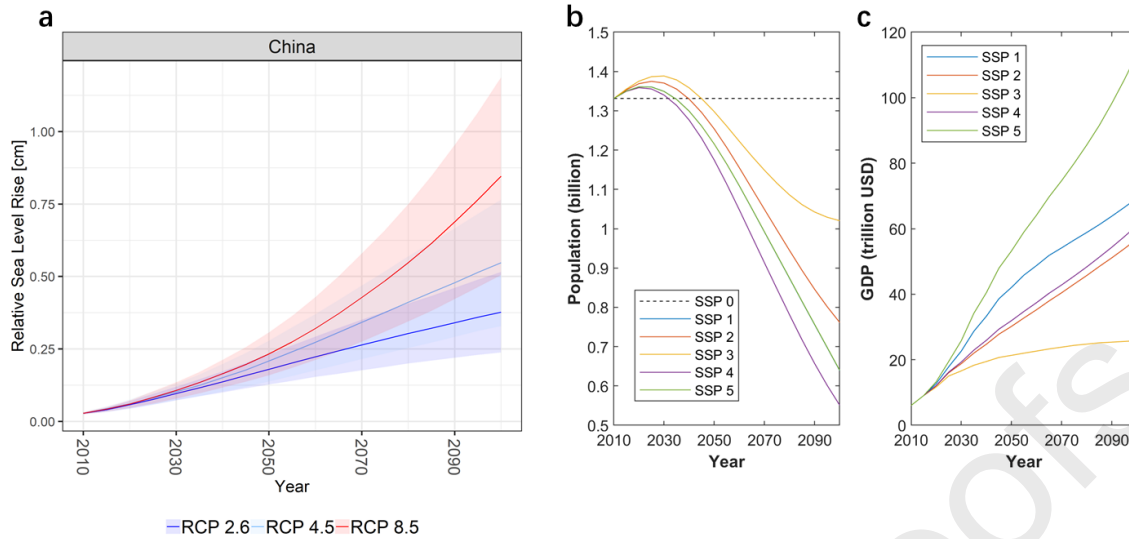 a
China
Relative Sea Level Rise [cm]
1.00
0.75
0.50
0.25
0.00
2010
2030
2050
2070
2090
Year
RCP 2.6 RCP 4.5 RCP 8.5
b
Population (billion)
1.5
1.4
1.3
1.2
1.1
1
0.9
0.8
0.7
0.6
0.5
SSP 0
SSP 1
SSP 2
SSP 3
SSP 4
SSP 5
2010 2030 2050 2070 2090
Year
c
GDP (trillion USD)
120
100
80
60
40
20
0
SSP 1
SSP 2
SSP 3
SSP 4
SSP 5
2010 2030 2050 2070 2090
Year
oofs